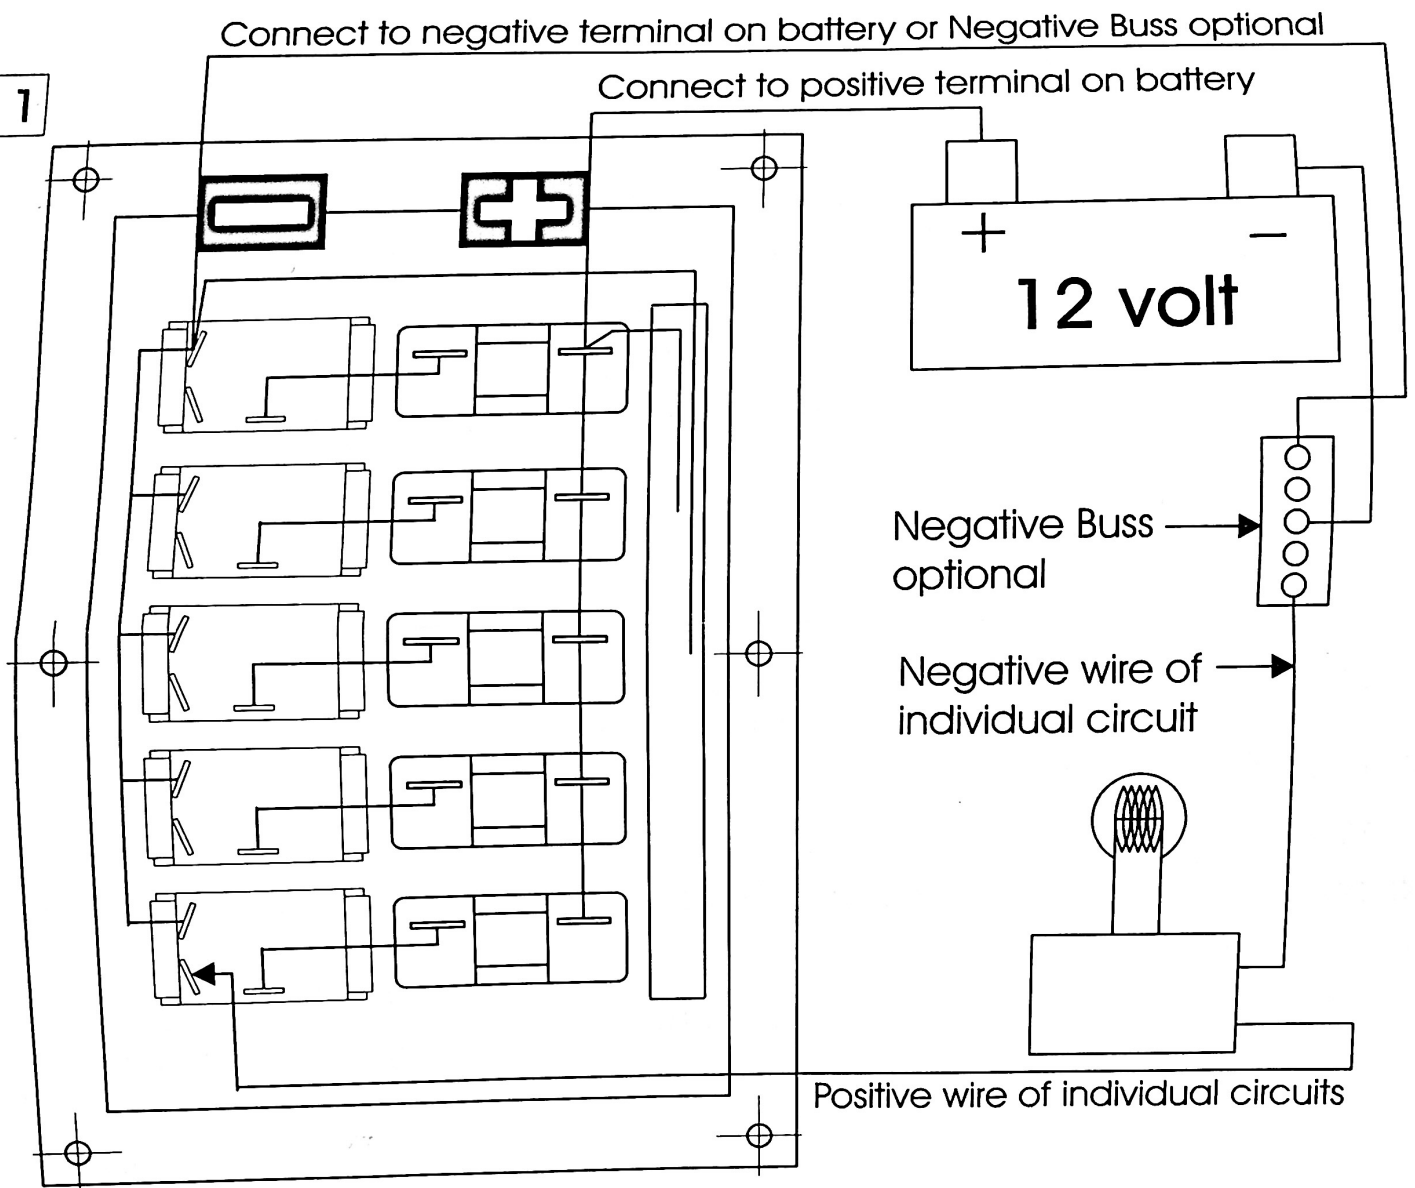 Connect to negative terminal on battery or Negative Buss optional
1
Connect to positive terminal on battery
+ −
12 volt
Negative Buss
optional
Negative wire of
individual circuit
Positive wire of individual circuits